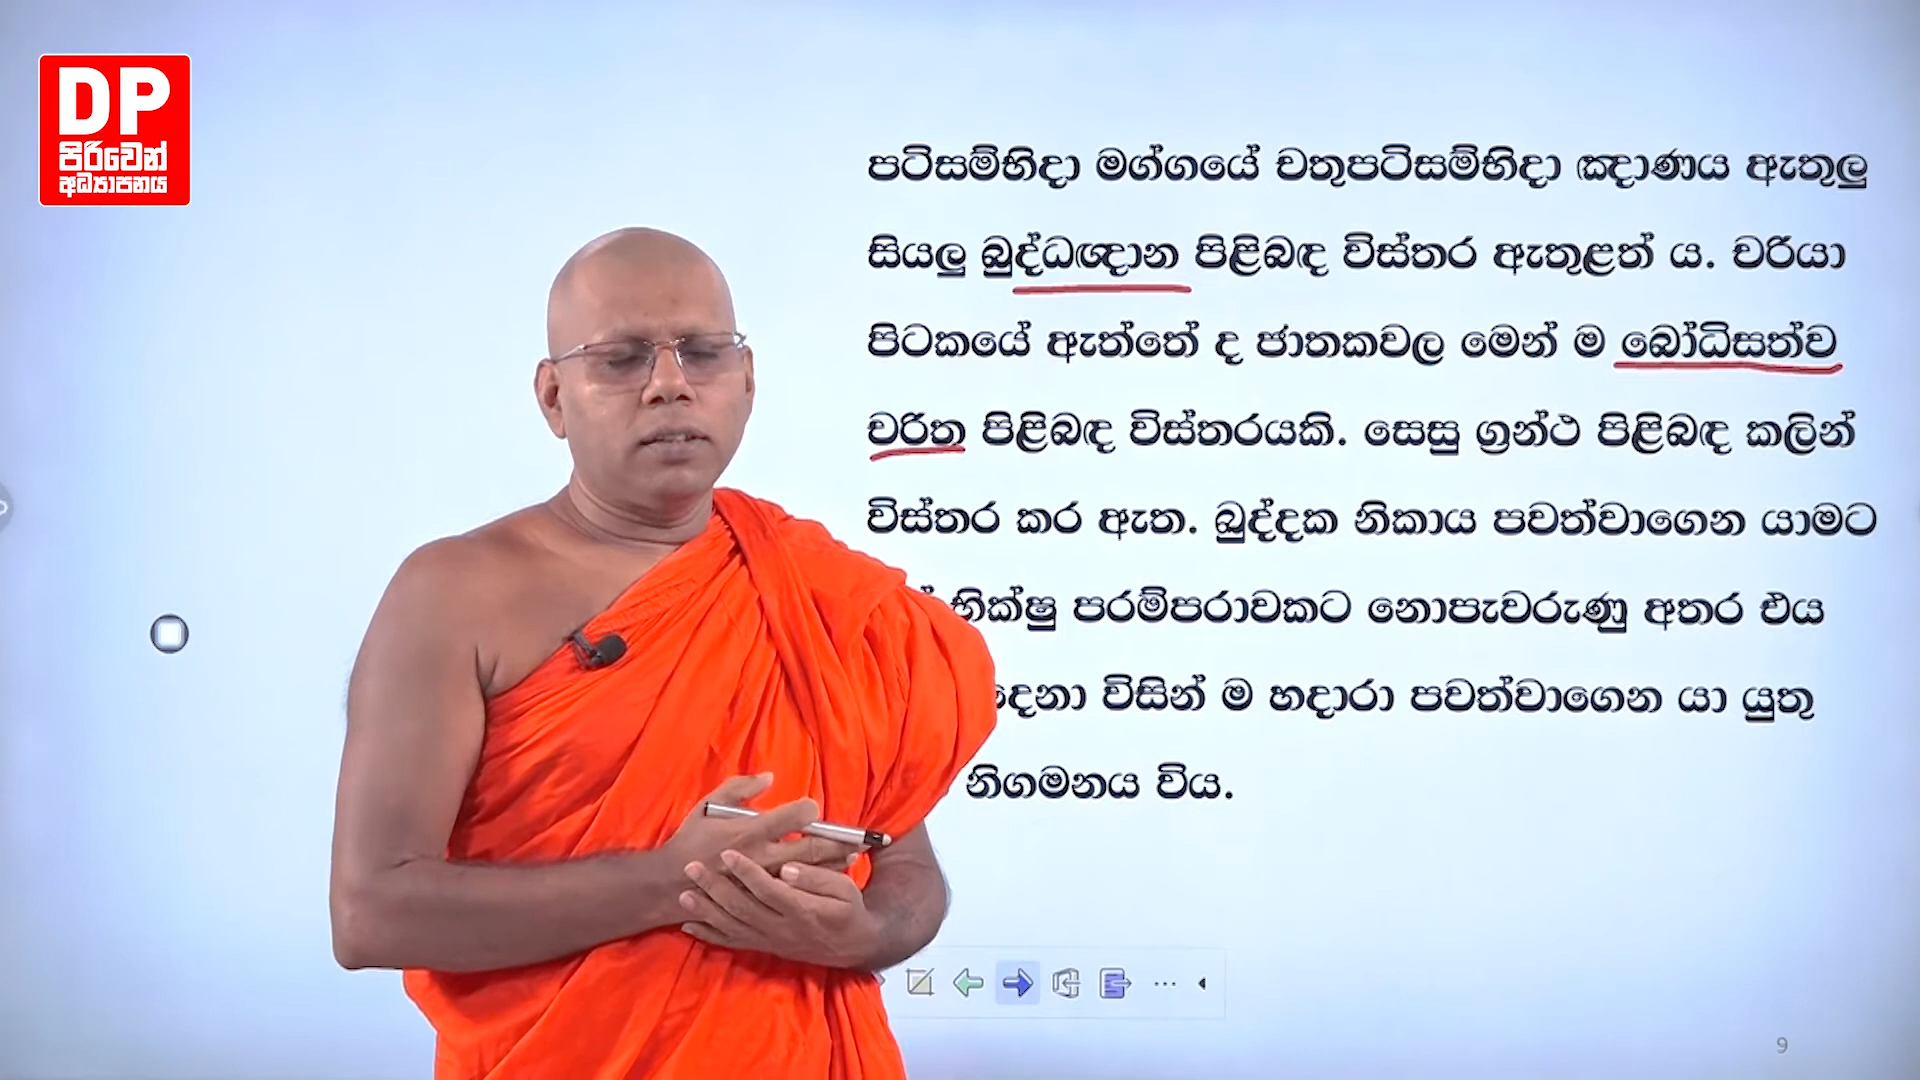 DP
පිරිවෙන්
අධ්‍යාපනය
පටිසම්භිදා මග්ගයේ චතුපටිසම්භිදා ඤාණය ඇතුලු
සියලු බුද්ධඥාන පිළිබඳ විස්තර ඇතුළත් ය. චරියා
පිටකයේ ඇත්තේ ද ජාතකවල මෙන් ම බෝධිසත්ව
චරිත පිළිබඳ විස්තරයකි. සෙසු ග්‍රන්ථ පිළිබඳ කලින්
විස්තර කර ඇත. ඛුද්දක නිකාය පවත්වාගෙන යාමට
භික්ෂු පරම්පරාවකට නොපැවරුණු අතර එය
දෙනා විසින් ම හදාරා පවත්වාගෙන යා යුතු
නිගමනය විය.
9